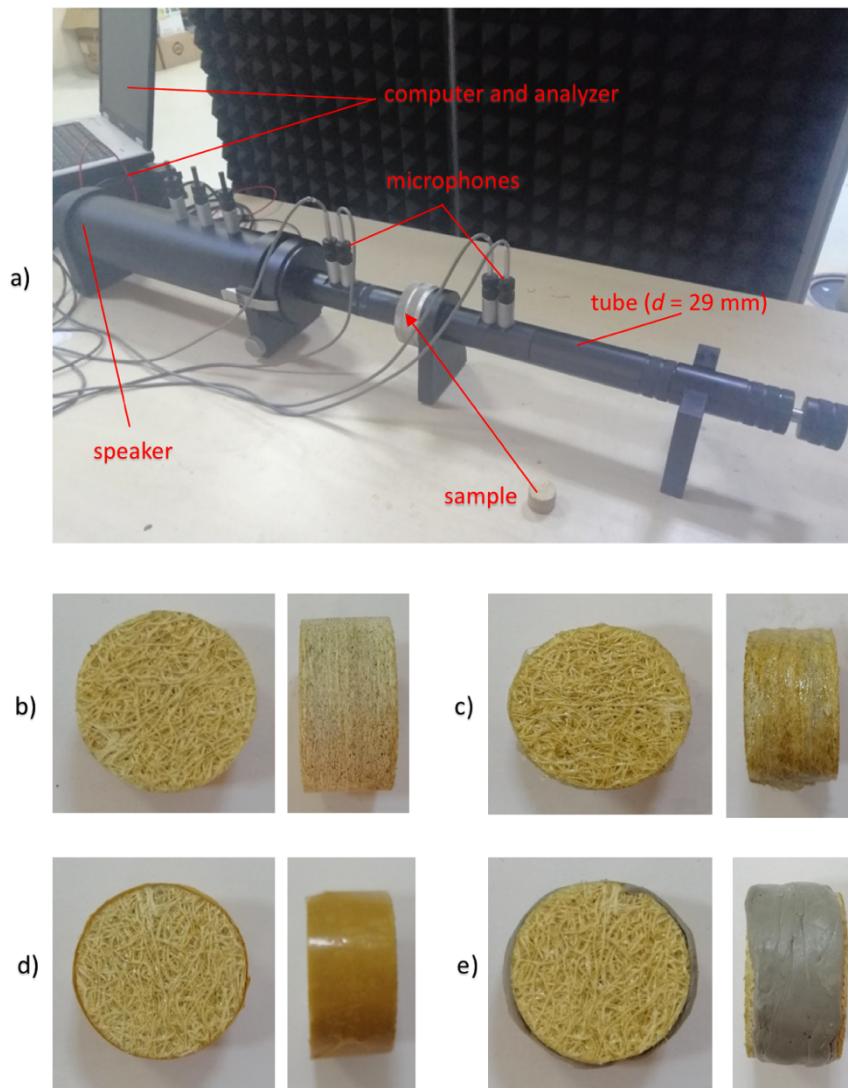 computer and analyzer
microphones
a)
tube (d = 29 mm)
speaker
sample
b)
c)
d)
e)